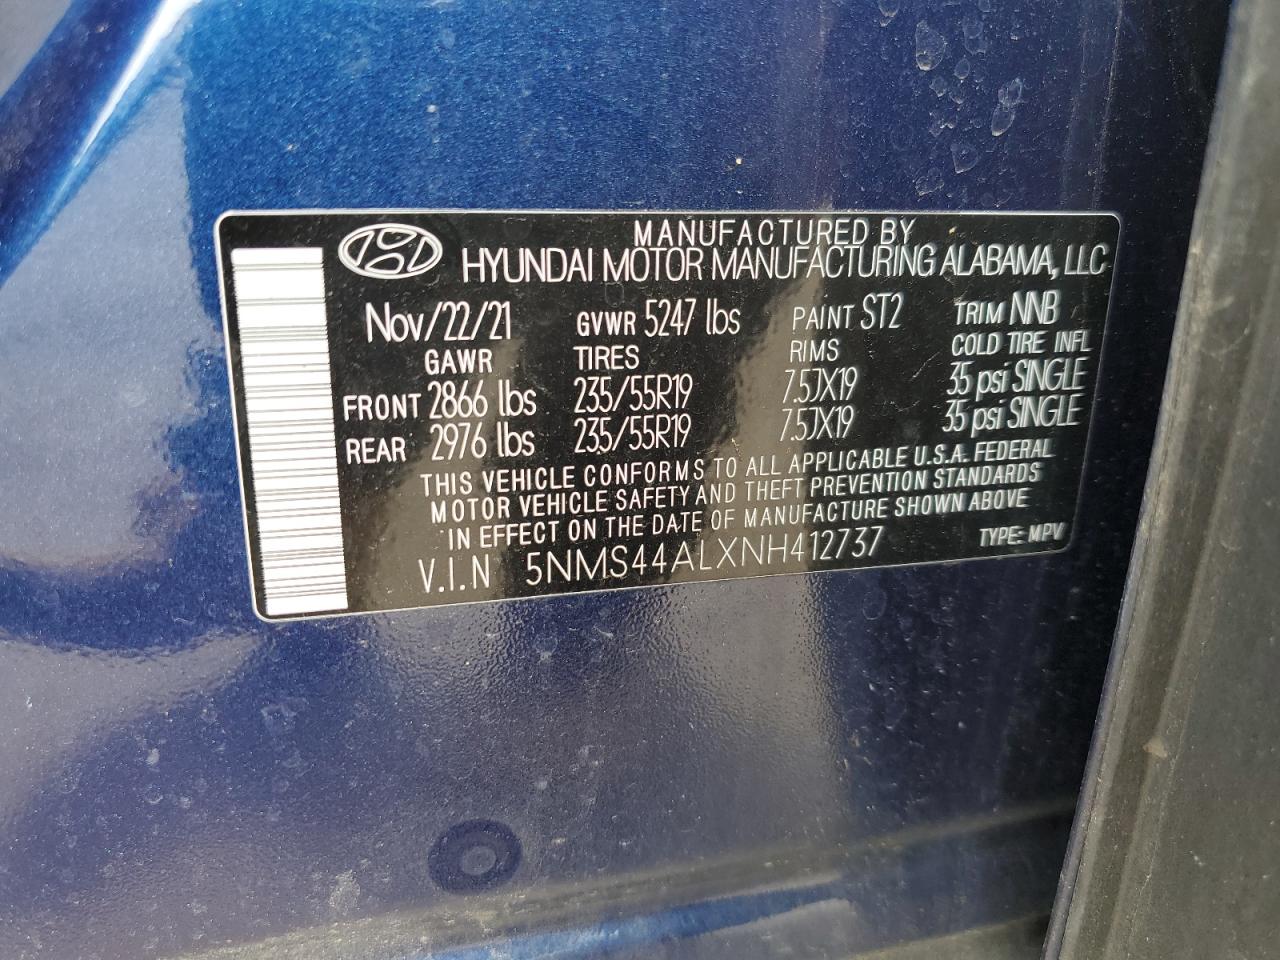 MANUFACTURED BY
HYUNDAI MOTOR MANUFACTURING ALABAMA, LLC
Nov/22/21 GVWR 5247 lbs PAINT ST2 TRIM NNB
GAWR TIRES RIMS COLD TIRE INFL
FRONT 2866 lbs 235/55R19 7.5JX19 35 psi SINGLE
REAR 2976 lbs 235/55R19 7.5JX19 35 psi SINGLE
THIS VEHICLE CONFORMS TO ALL APPLICABLE U.S.A. FEDERAL
MOTOR VEHICLE SAFETY AND THEFT PREVENTION STANDARDS
IN EFFECT ON THE DATE OF MANUFACTURE SHOWN ABOVE
V.I.N 5NMS44ALXNH412737 TYPE: MPV